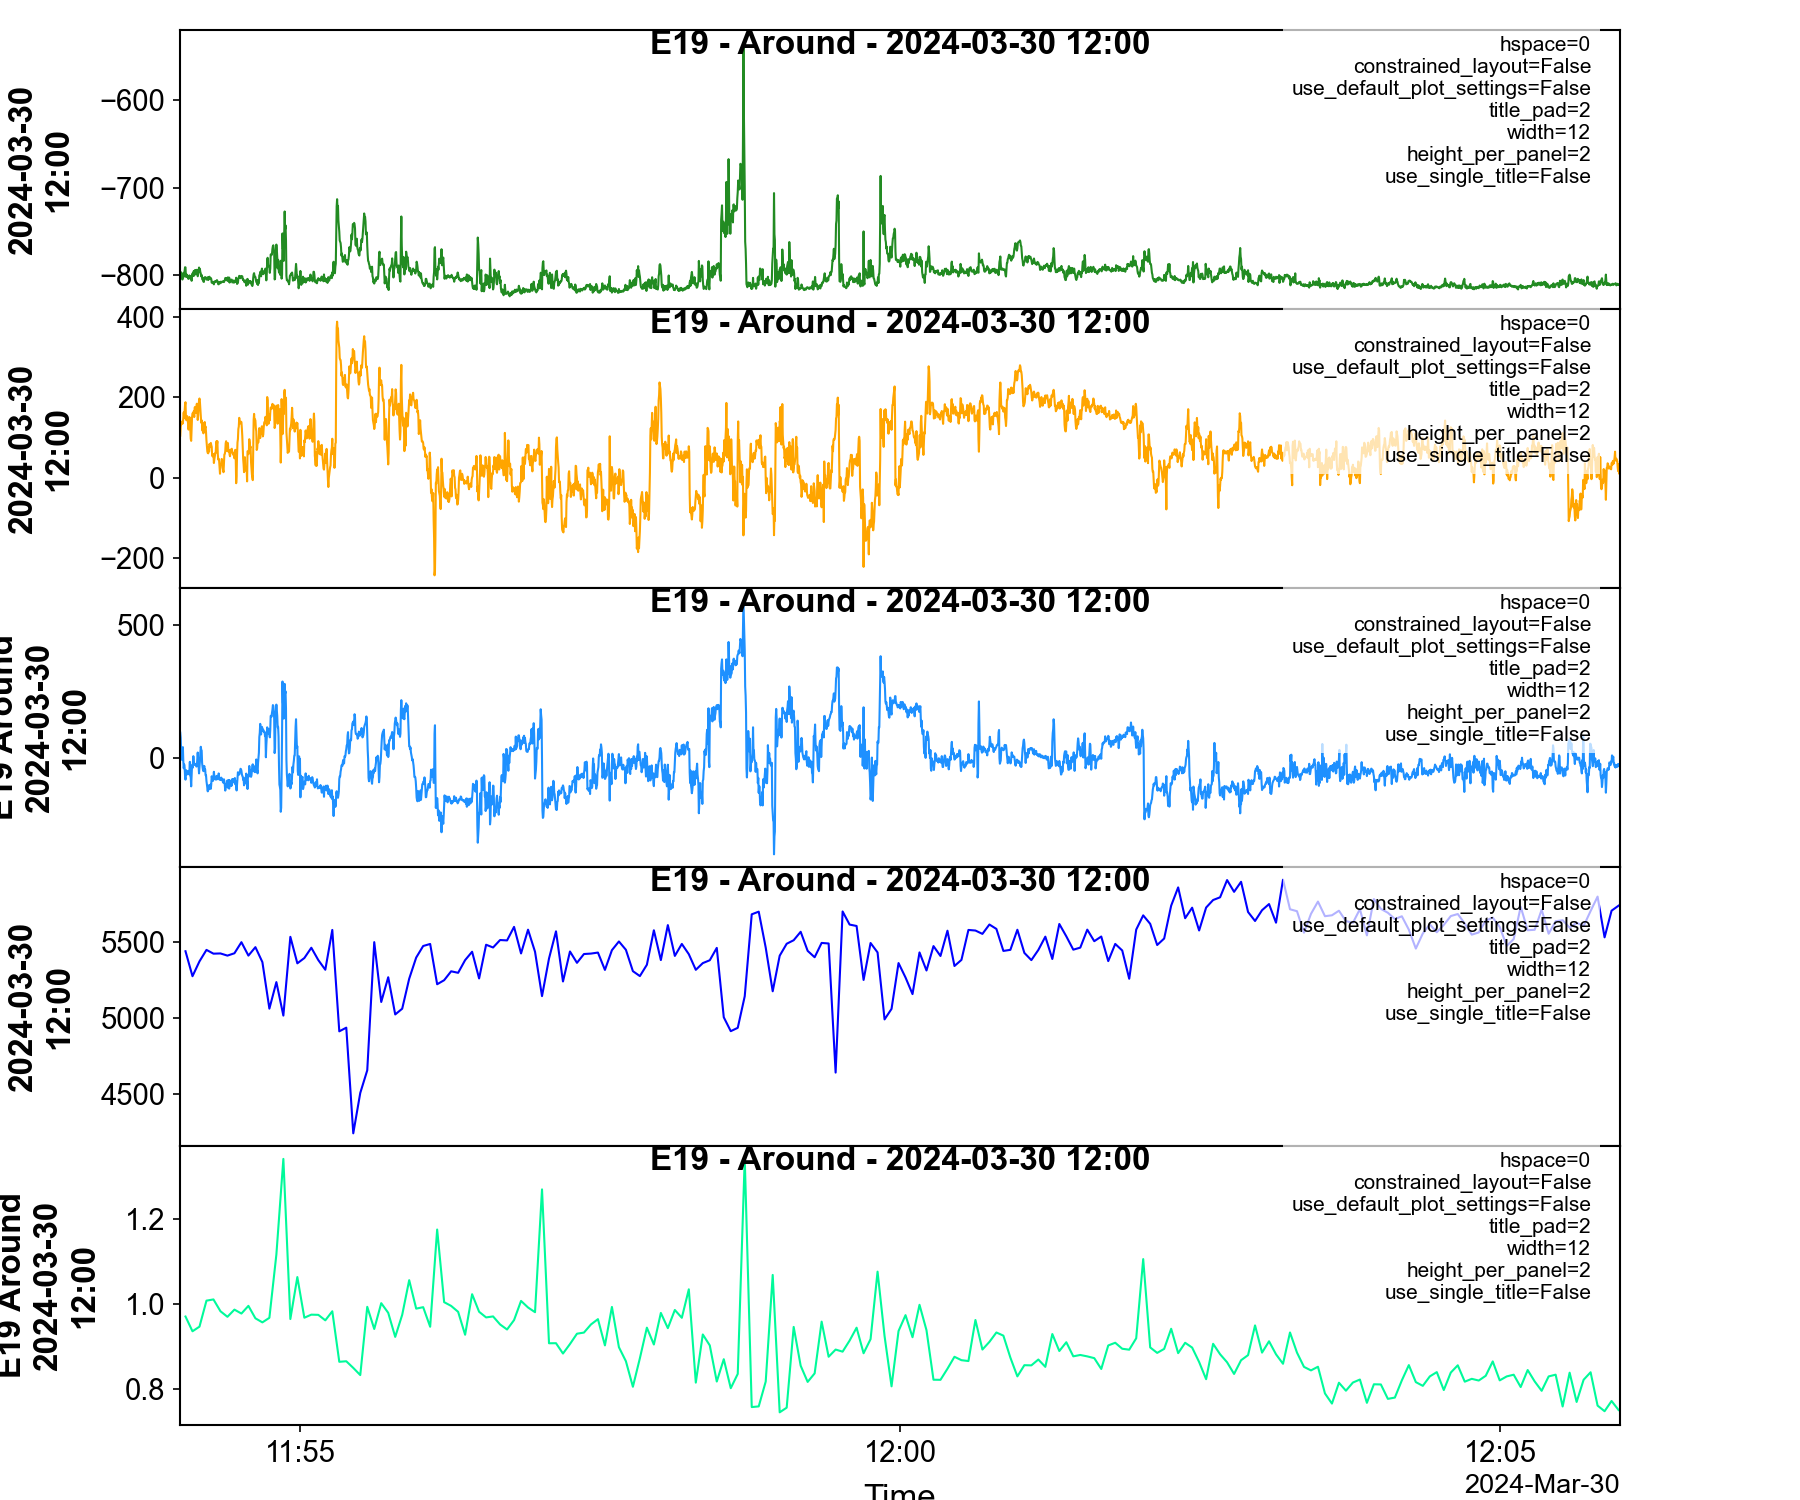 E19 - Around - 2024-03-30 12:00
hspace=0
constrained_layout=False
use_default_plot_settings=False
title_pad=2
width=12
height_per_panel=2
use_single_title=False
2024-03-30
12:00
−600
−700
−800
E19 - Around - 2024-03-30 12:00
hspace=0
constrained_layout=False
use_default_plot_settings=False
title_pad=2
width=12
height_per_panel=2
use_single_title=False
2024-03-30
12:00
400
200
0
−200
E19 - Around - 2024-03-30 12:00
hspace=0
constrained_layout=False
use_default_plot_settings=False
title_pad=2
width=12
height_per_panel=2
use_single_title=False
E19 Around
2024-03-30
12:00
500
0
E19 - Around - 2024-03-30 12:00
hspace=0
constrained_layout=False
use_default_plot_settings=False
title_pad=2
width=12
height_per_panel=2
use_single_title=False
2024-03-30
12:00
5500
5000
4500
E19 - Around - 2024-03-30 12:00
hspace=0
constrained_layout=False
use_default_plot_settings=False
title_pad=2
width=12
height_per_panel=2
use_single_title=False
E19 Around
2024-03-30
12:00
1.2
1.0
0.8
11:55
12:00
12:05
2024-Mar-30
Time